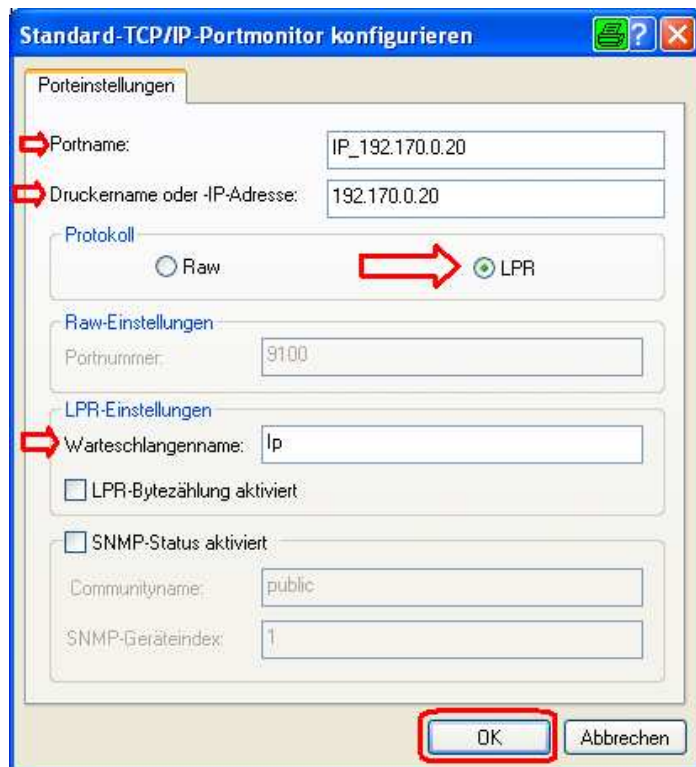 Standard-TCP/IP-Portmonitor konfigurieren
?
Porteinstellungen
Portname: IP_192.170.0.20
Druckername oder -IP-Adresse: 192.170.0.20
Protokoll
Raw LPR
Raw-Einstellungen
Portnummer: 9100
LPR-Einstellungen
Warteschlangenname: lp
LPR-Bytezählung aktiviert
SNMP-Status aktiviert
Communityname: public
SNMP-Geräteindex: 1
OK Abbrechen